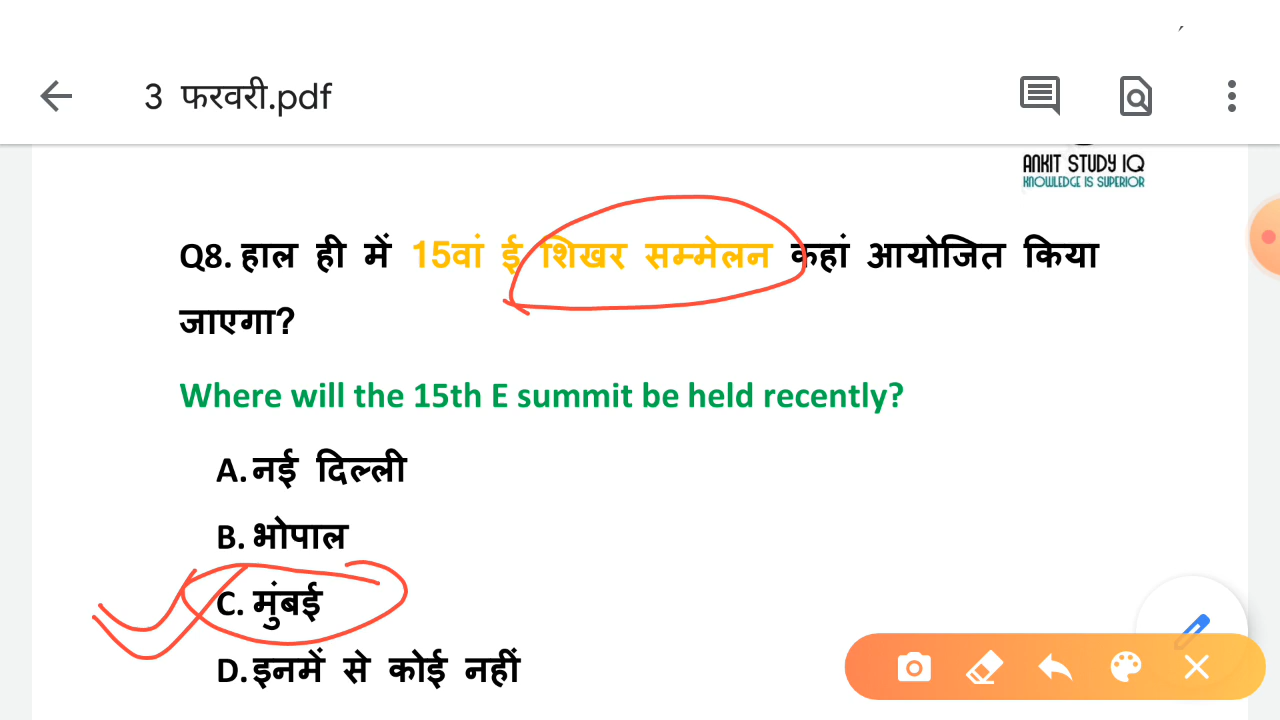 3 फरवरी.pdf
ANKIT STUDY IQ
KNOWLEDGE IS SUPERIOR
Q8. हाल ही में 15वां ई शिखर सम्मेलन कहां आयोजित किया
जाएगा?
Where will the 15th E summit be held recently?
A. नई दिल्ली
B. भोपाल
C. मुंबई
D. इनमें से कोई नहीं